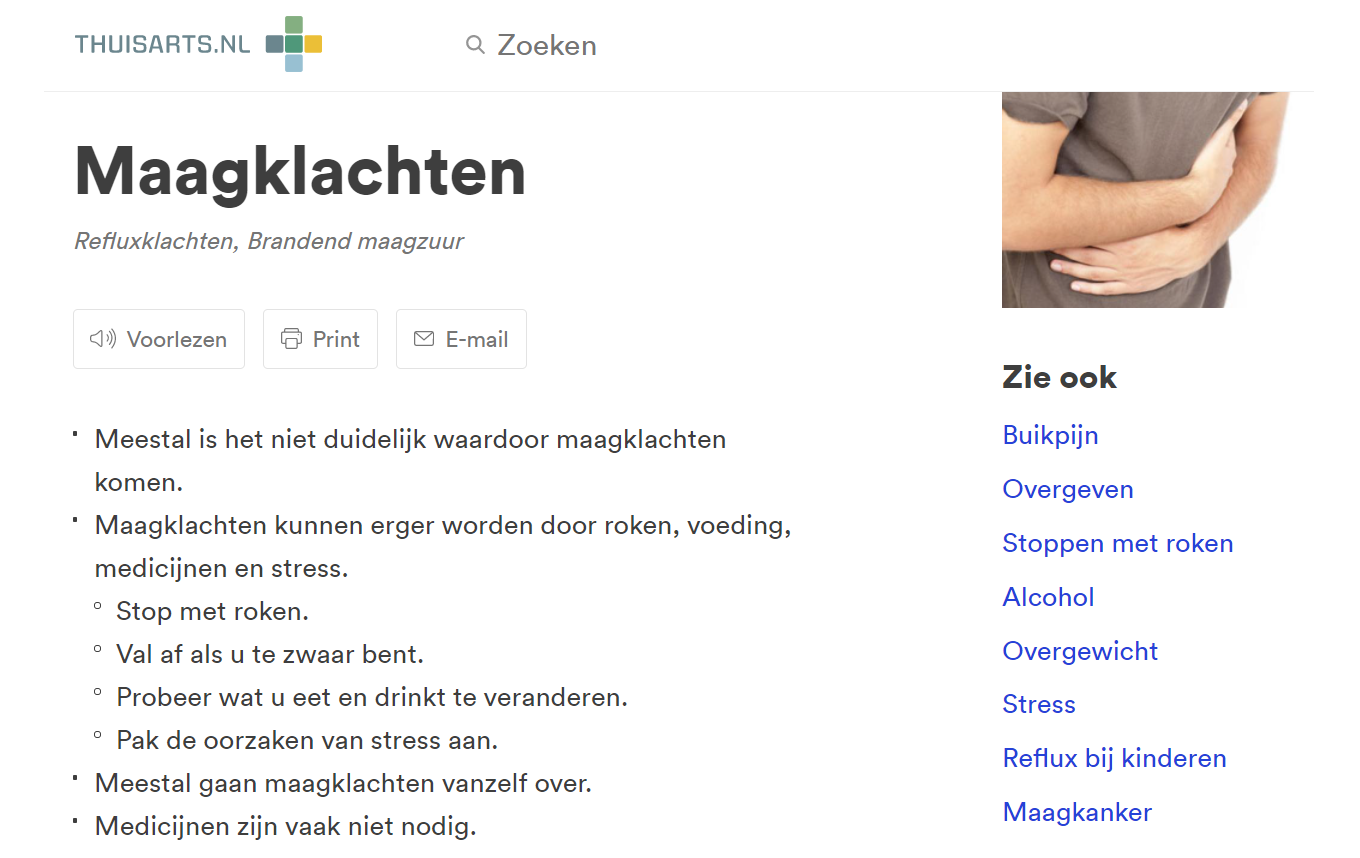 THUISARTS.NL
Zoeken
Maagklachten
Refluxklachten, Brandend maagzuur
Voorlezen
Print
E-mail
Meestal is het niet duidelijk waardoor maagklachten
komen.
Maagklachten kunnen erger worden door roken, voeding,
medicijnen en stress.
Stop met roken.
Val af als u te zwaar bent.
Probeer wat u eet en drinkt te veranderen.
Pak de oorzaken van stress aan.
Meestal gaan maagklachten vanzelf over.
Medicijnen zijn vaak niet nodig.
Zie ook
Buikpijn
Overgeven
Stoppen met roken
Alcohol
Overgewicht
Stress
Reflux bij kinderen
Maagkanker